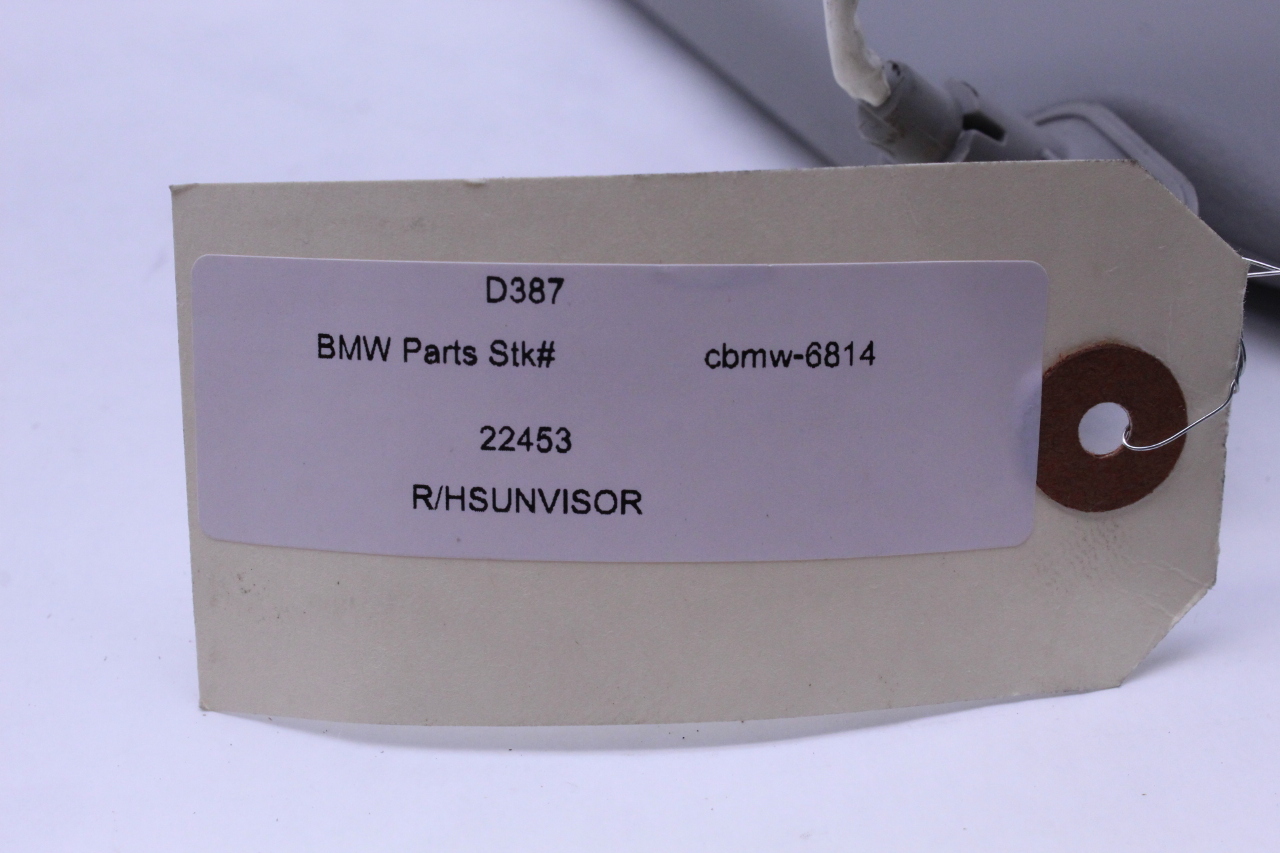 D387
BMW Parts Stk# cbmw-6814
22453
R/HSUNVISOR